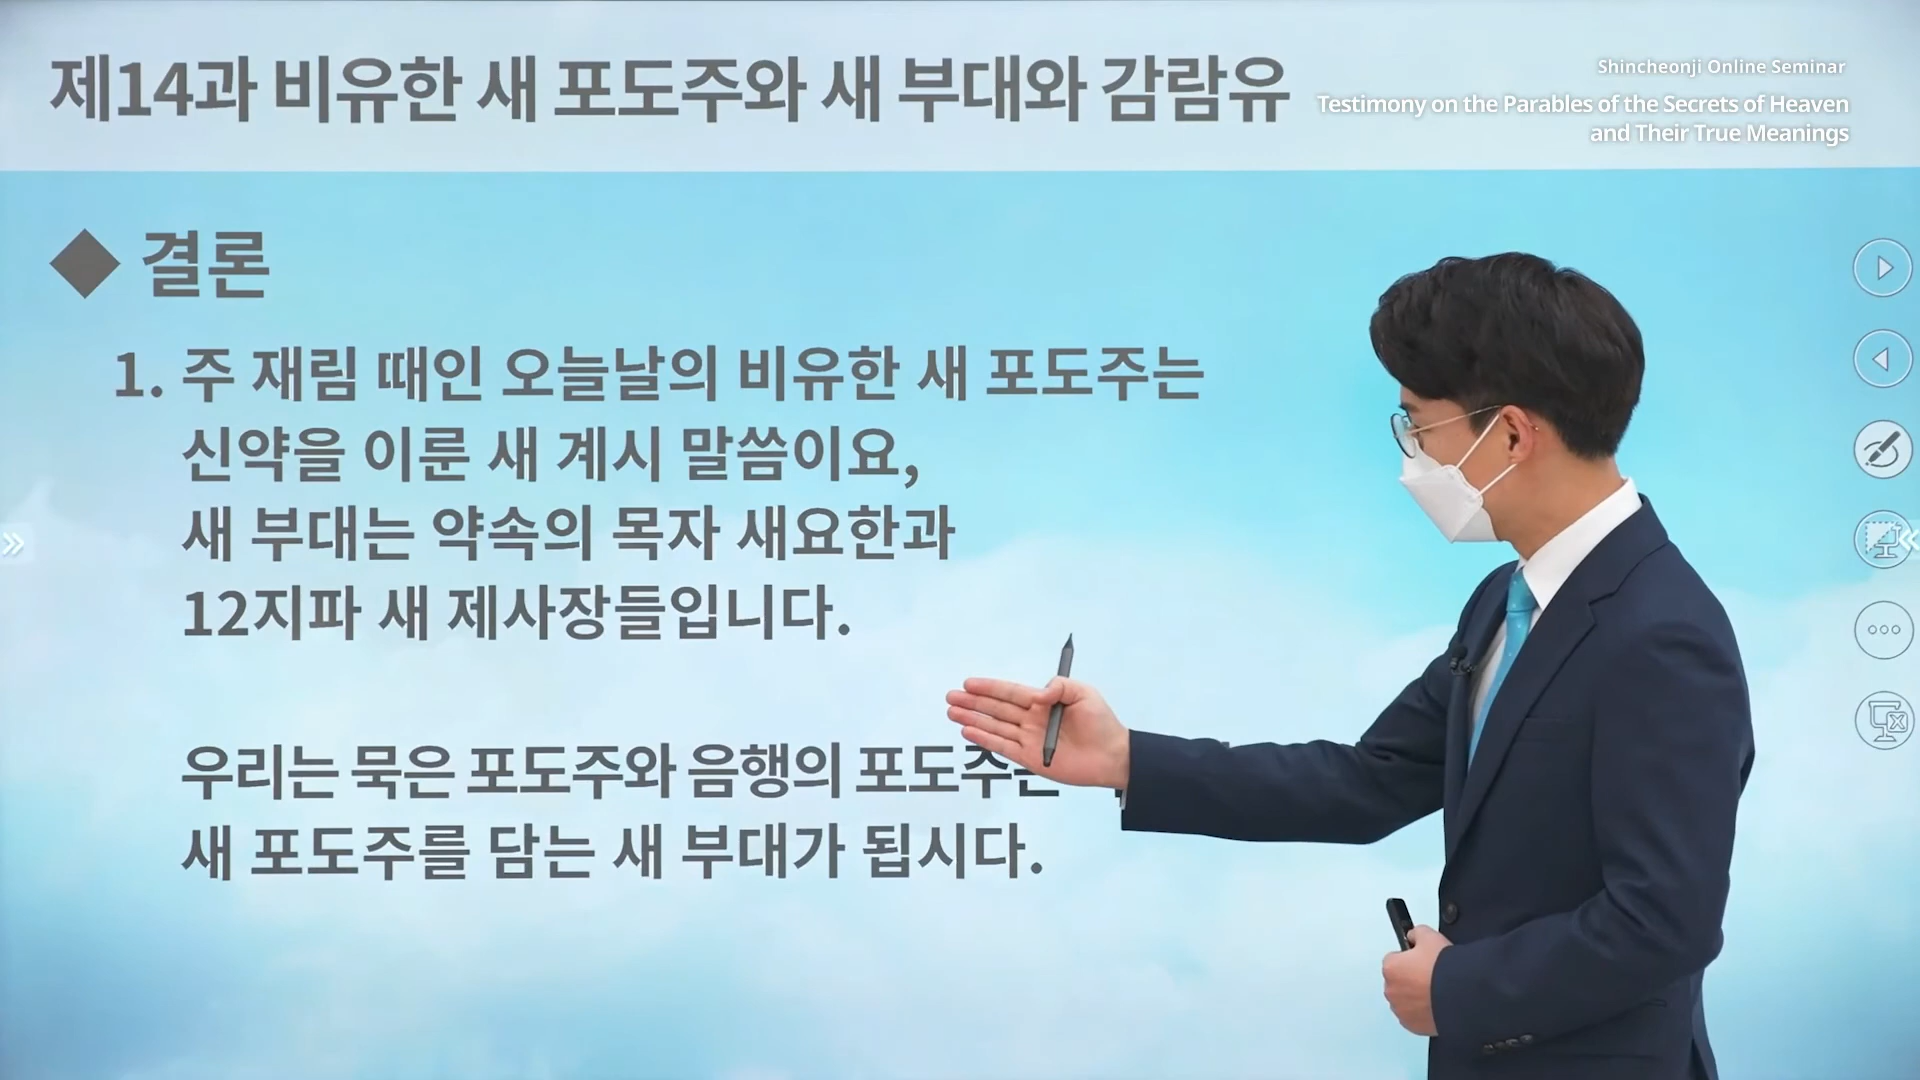 제14과 비유한 새 포도주와 새 부대와 감람유
Shincheonji Online Seminar
Testimony on the Parables of the Secrets of Heaven
and Their True Meanings
◆ 결론
1. 주 재림 때인 오늘날의 비유한 새 포도주는
신약을 이룬 새 계시 말씀이요,
새 부대는 약속의 목자 새요한과
12지파 새 제사장들입니다.
우리는 묵은 포도주와 음행의
새 포도주를 담는 새 부대가 됩시다.